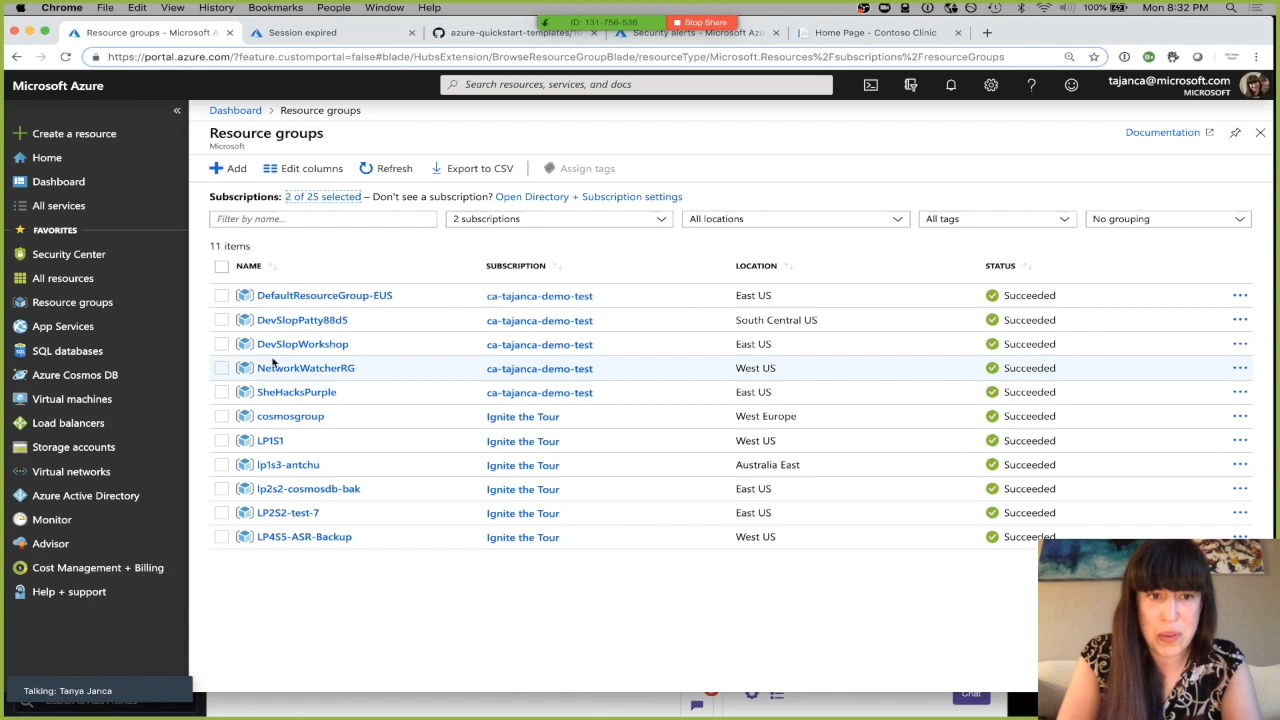 Chrome File Edit View History Bookmarks People Window Help
100% Mon 8:32 PM
ID: 131-756-536 Stop Share
Resource groups - Microsoft A
Session expired
azure-quickstart-templates/10
Security alerts - Microsoft Az
Home Page - Contoso Clinic
https://portal.azure.com/?feature.customportal=false#blade/HubsExtension/BrowseResourceGroupBlade/resourceType/Microsoft.Resources%2Fsubscriptions%2FresourceGroups
Microsoft Azure
Search resources, services, and docs
tajanca@microsoft.com
MICROSOFT
Create a resource
Home
Dashboard
All services
FAVORITES
Security Center
All resources
Resource groups
App Services
SQL databases
Azure Cosmos DB
Virtual machines
Load balancers
Storage accounts
Virtual networks
Azure Active Directory
Monitor
Advisor
Cost Management + Billing
Help + support
Talking: Tanya Janca
Dashboard > Resource groups
Resource groups
Microsoft
Documentation
Add Edit columns Refresh Export to CSV Assign tags
Subscriptions: 2 of 25 selected – Don't see a subscription? Open Directory + Subscription settings
Filter by name... 2 subscriptions All locations All tags No grouping
11 items
NAME SUBSCRIPTION LOCATION STATUS
DefaultResourceGroup-EUS ca-tajanca-demo-test East US Succeeded
DevSlopPatty88d5 ca-tajanca-demo-test South Central US Succeeded
DevSlopWorkshop ca-tajanca-demo-test East US Succeeded
NetworkWatcherRG ca-tajanca-demo-test West US Succeeded
SheHacksPurple ca-tajanca-demo-test East US Succeeded
cosmosgroup Ignite the Tour West Europe Succeeded
LP1S1 Ignite the Tour West US Succeeded
lp1s3-antchu Ignite the Tour Australia East Succeeded
lp2s2-cosmosdb-bak Ignite the Tour East US Succeeded
LP2S2-test-7 Ignite the Tour East US Succeeded
LP4S5-ASR-Backup Ignite the Tour West US Succeeded
Search to Add Friends
Chat